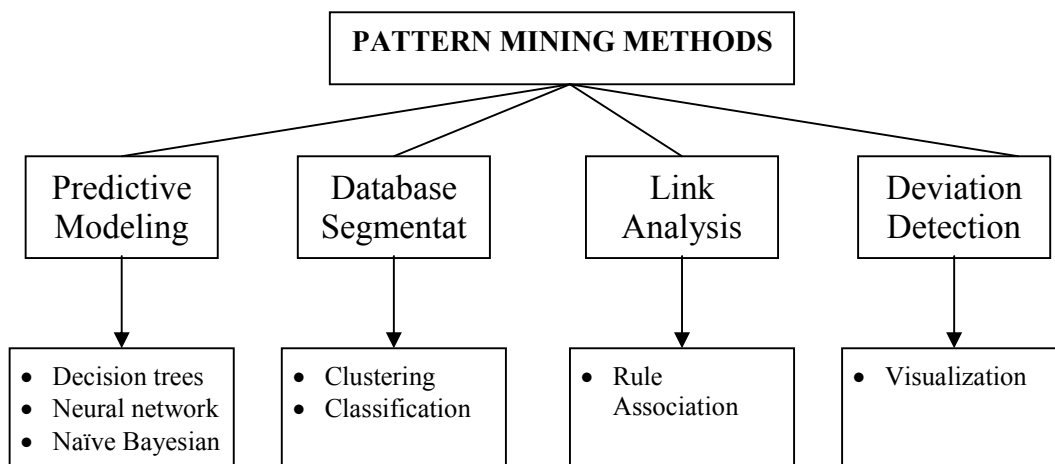 PATTERN MINING METHODS
Predictive
Modeling
Database
Segmentat
Link
Analysis
Deviation
Detection
• Decision trees
• Neural network
• Naïve Bayesian
• Clustering
• Classification
• Rule
Association
• Visualization